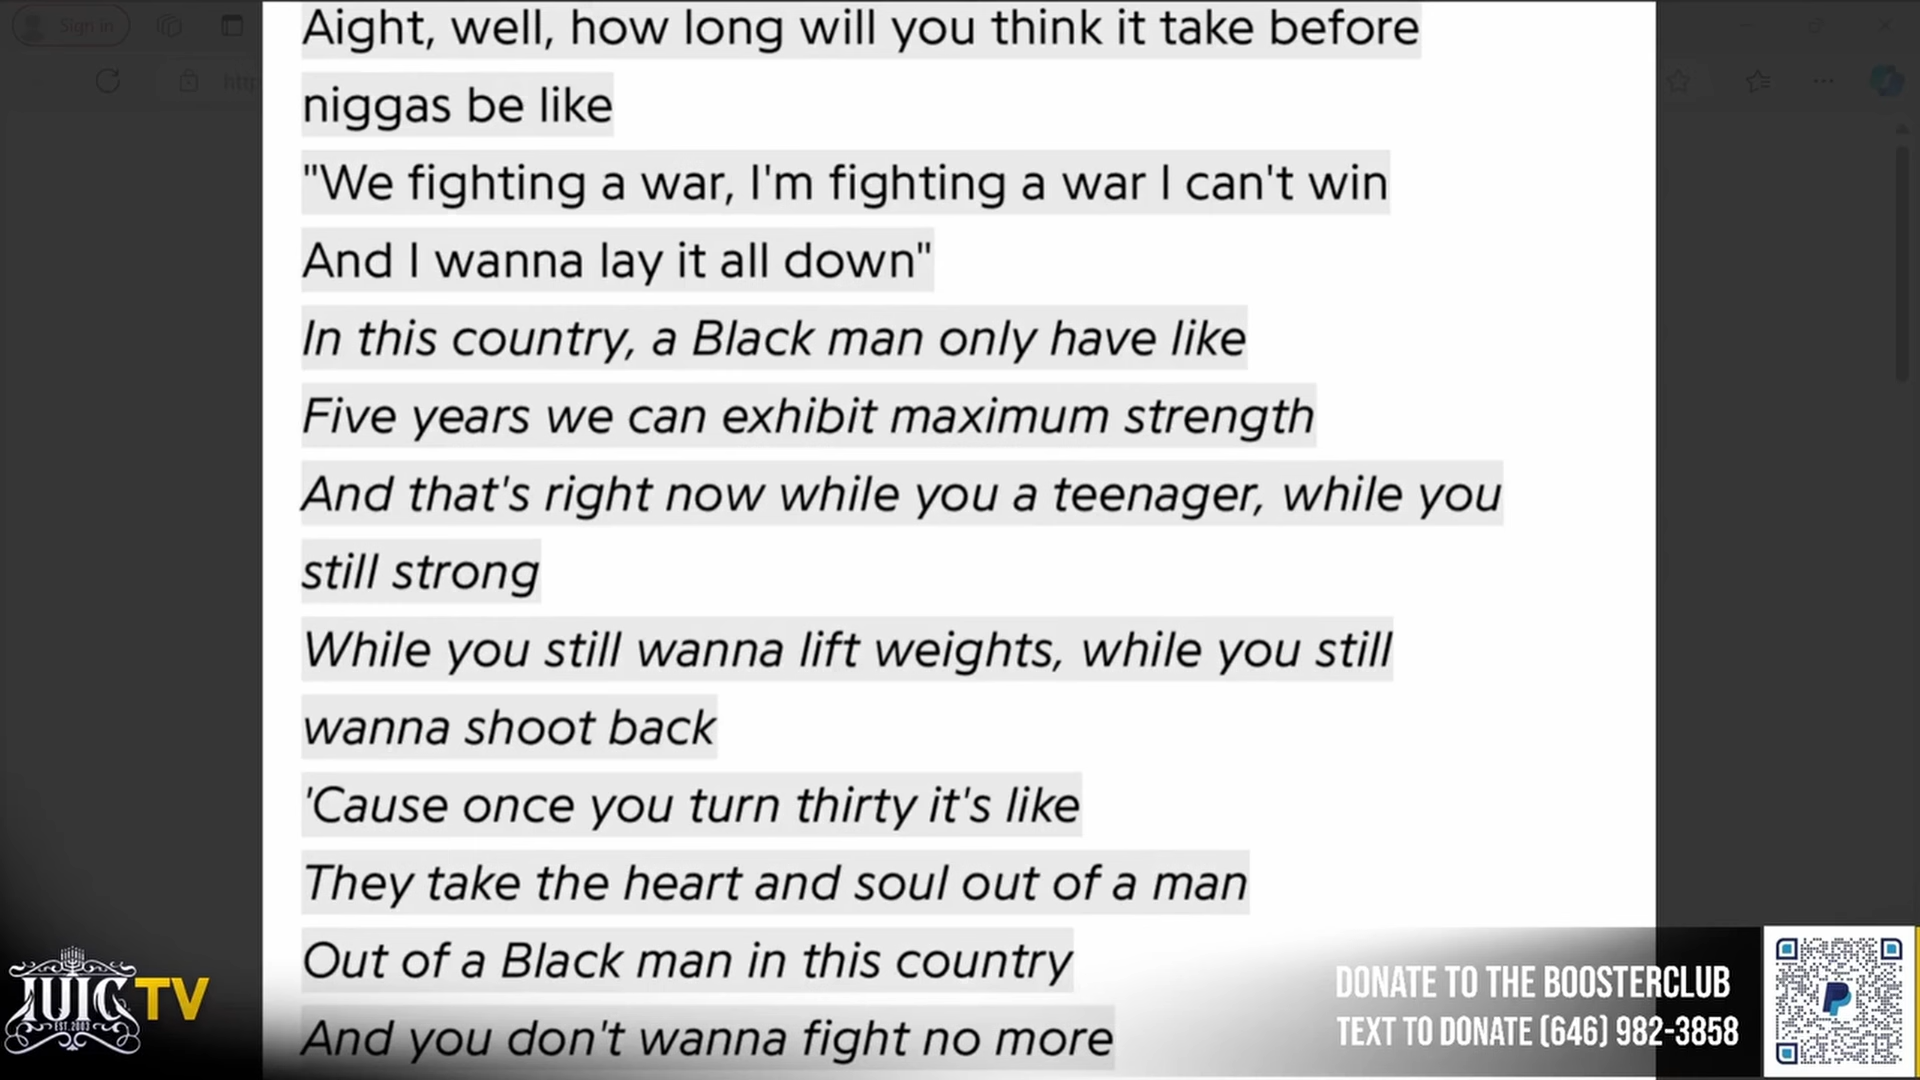 Sign in
http
Aight, well, how long will you think it take before
niggas be like
"We fighting a war, I'm fighting a war I can't win
And I wanna lay it all down"
In this country, a Black man only have like
Five years we can exhibit maximum strength
And that's right now while you a teenager, while you
still strong
While you still wanna lift weights, while you still
wanna shoot back
'Cause once you turn thirty it's like
They take the heart and soul out of a man
Out of a Black man in this country
And you don't wanna fight no more
IUIC TV
EST. 2003
DONATE TO THE BOOSTERCLUB
TEXT TO DONATE (646) 982-3858